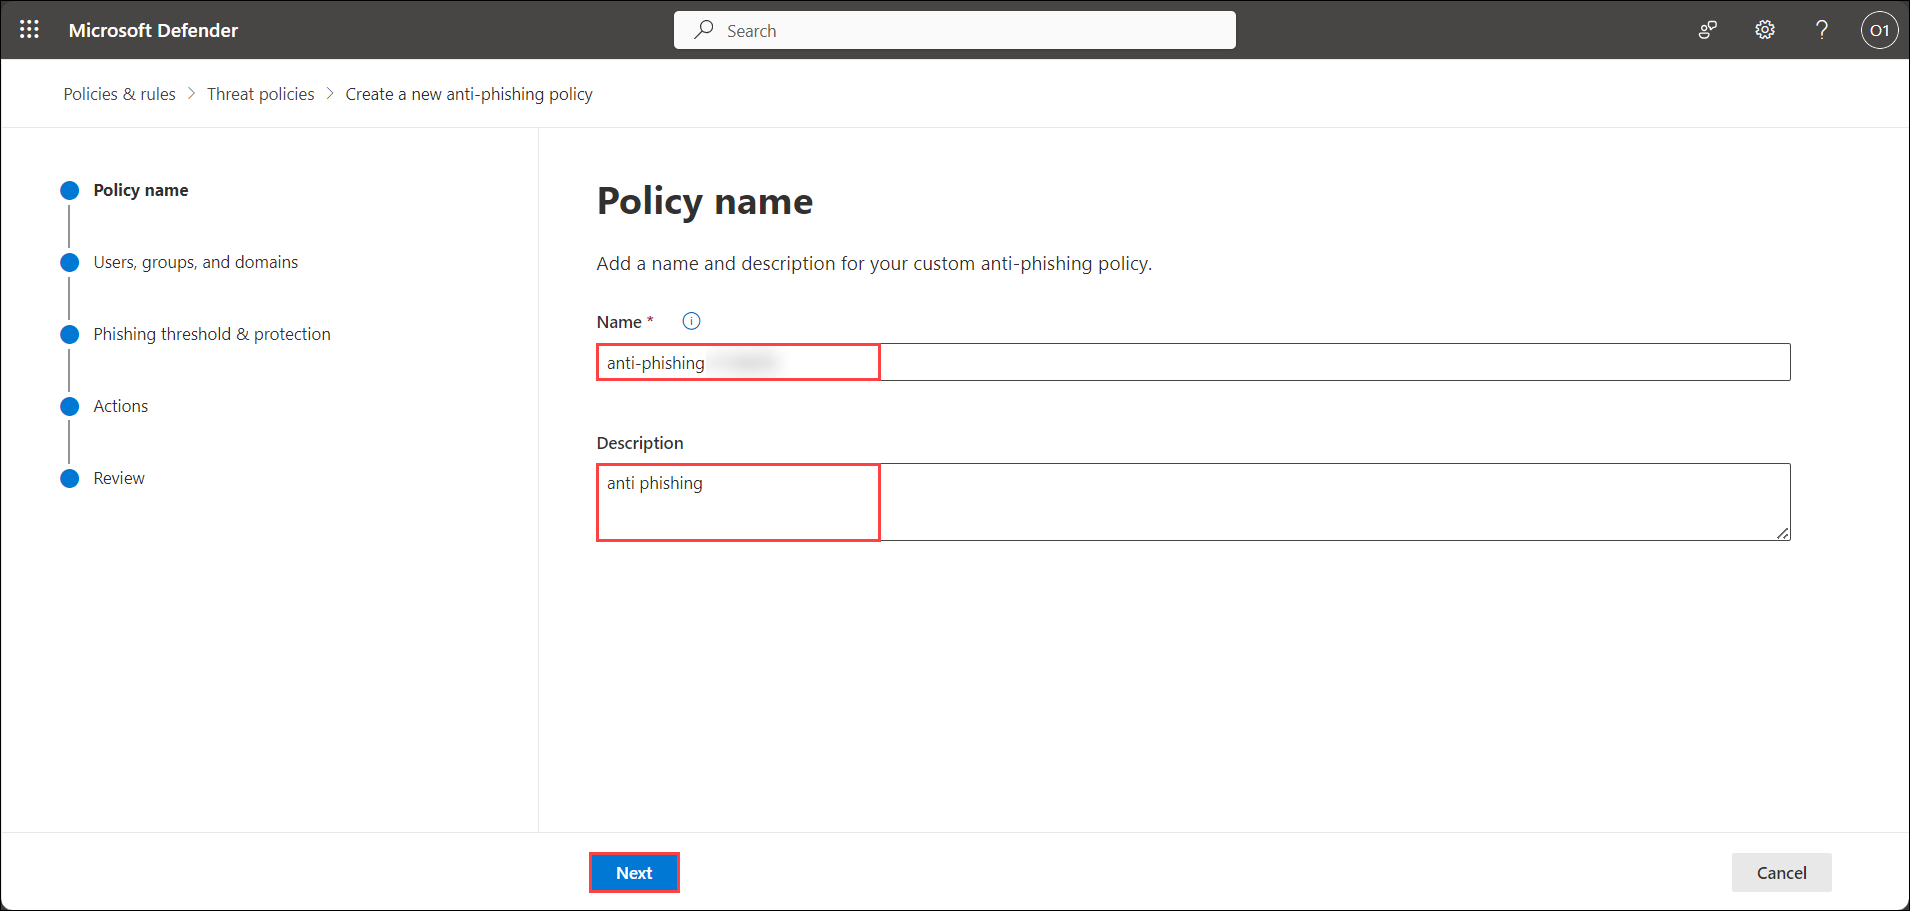 Microsoft Defender
Search
O1
Policies & rules > Threat policies > Create a new anti-phishing policy
Policy name
Users, groups, and domains
Phishing threshold & protection
Actions
Review
Policy name
Add a name and description for your custom anti-phishing policy.
Name *
anti-phishing
Description
anti phishing
Next
Cancel